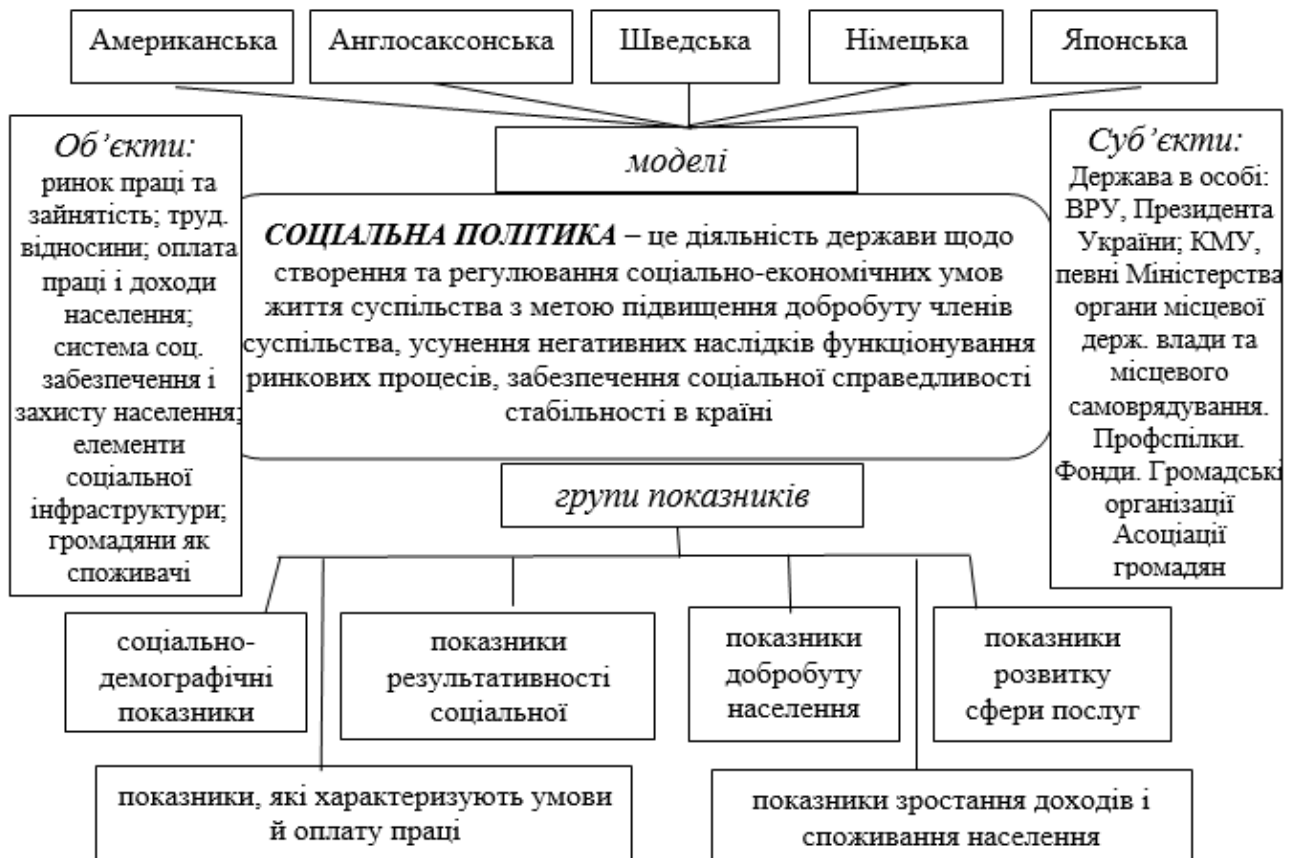 Американська
Англосаксонська
Шведська
Німецька
Японська
моделі
Об’єкти:
ринок праці та
зайнятість; труд.
відносини; оплата
праці і доходи
населення;
система соц.
забезпечення і
захисту населення;
елементи
соціальної
інфраструктури;
громадяни як
споживачі
СОЦІАЛЬНА ПОЛІТИКА – це діяльність держави щодо
створення та регулювання соціально-економічних умов
життя суспільства з метою підвищення добробуту членів
суспільства, усунення негативних наслідків функціонування
ринкових процесів, забезпечення соціальної справедливості
стабільності в країні
Суб’єкти:
Держава в особі:
ВРУ, Президента
України; КМУ,
певні Міністерства
органи місцевої
держ. влади та
місцевого
самоврядування.
Профспілки.
Фонди. Громадські
організації
Асоціації
громадян
групи показників
соціально-
демографічні
показники
показники
результативності
соціальної
показники
добробуту
населення
показники
розвитку
сфери послуг
показники, які характеризують умови
й оплату праці
показники зростання доходів і
споживання населення